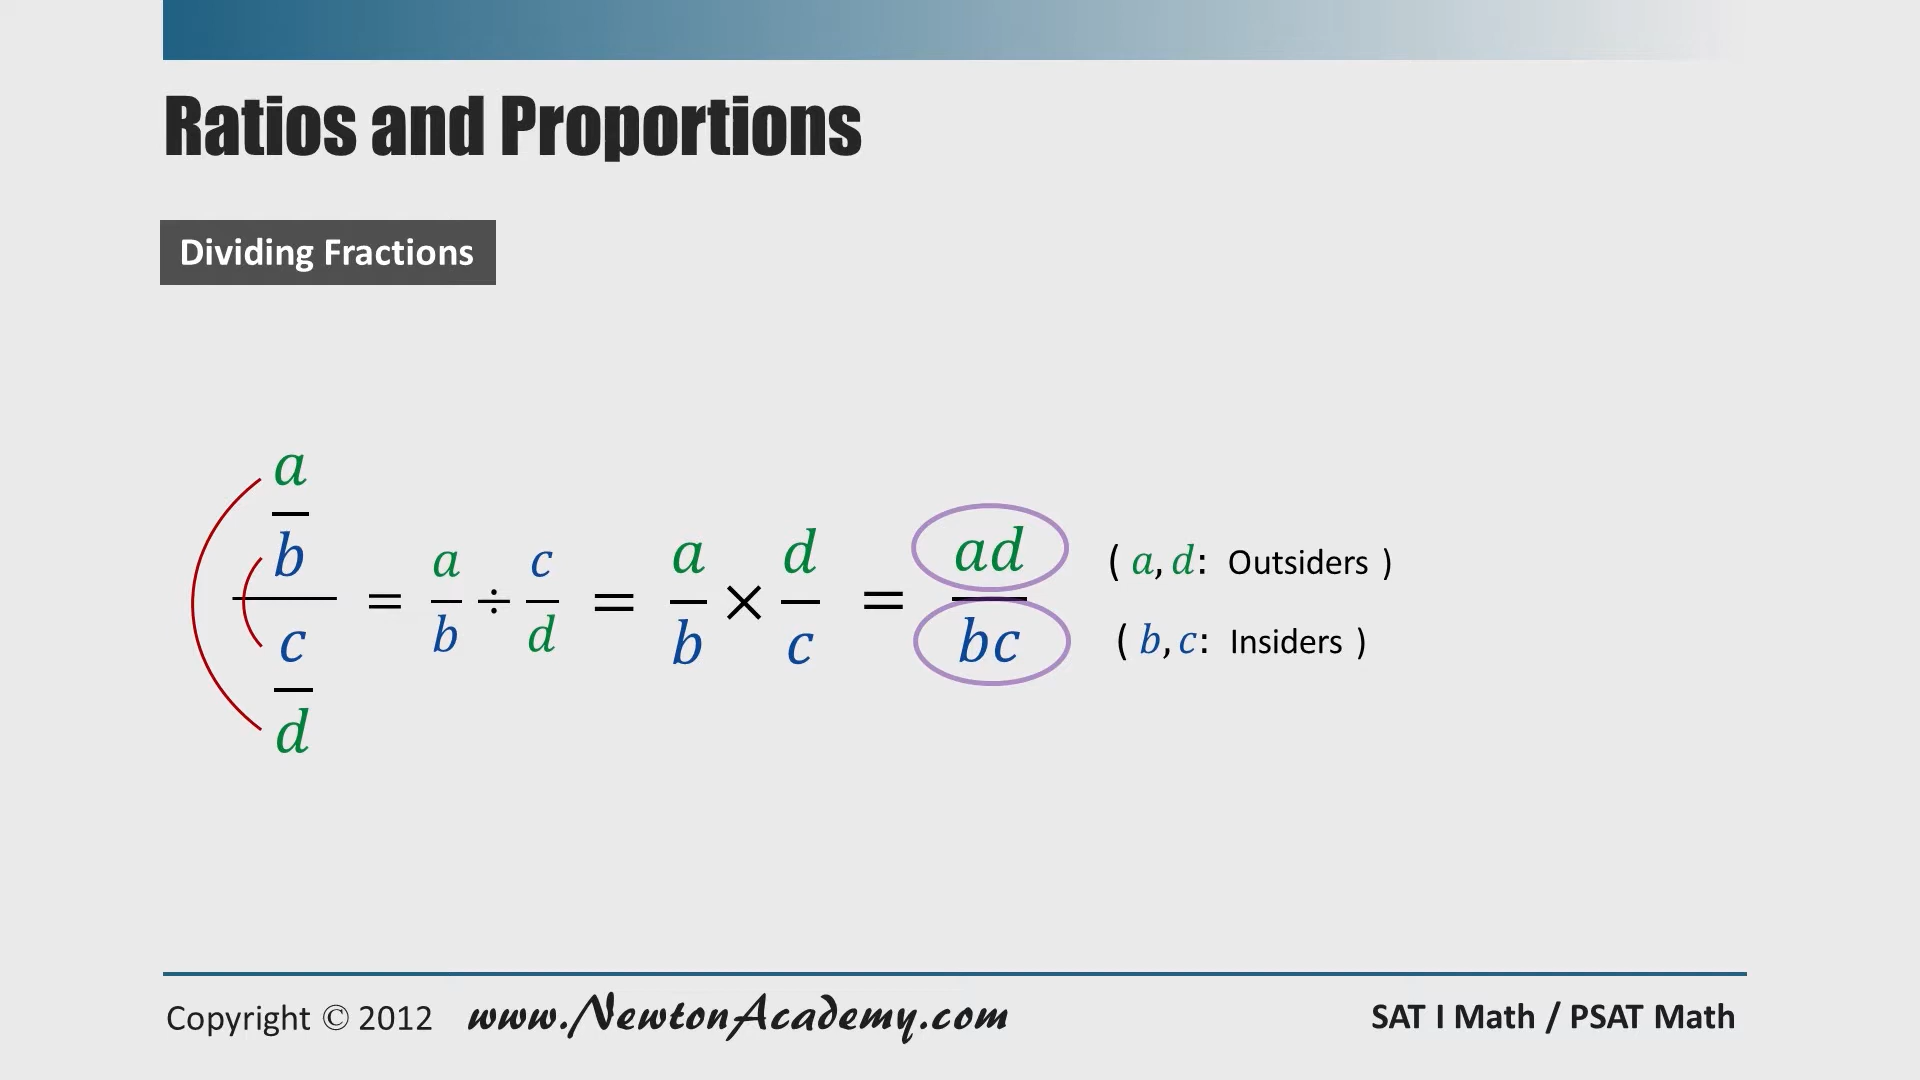 Ratios and Proportions
Dividing Fractions
a/b / c/d = a/b ÷ c/d = a/b × d/c = ad/bc
( a, d: Outsiders )
( b, c: Insiders )
Copyright © 2012 www.NewtonAcademy.com SAT I Math / PSAT Math